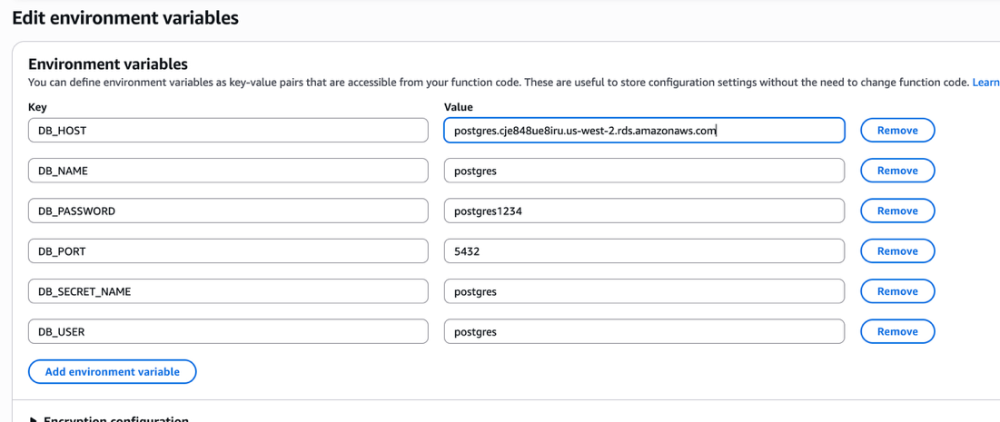 Edit environment variables
Environment variables
You can define environment variables as key-value pairs that are accessible from your function code. These are useful to store configuration settings without the need to change function code. Learn
Key Value
DB_HOST postgres.cje848ue8iru.us-west-2.rds.amazonaws.com Remove
DB_NAME postgres Remove
DB_PASSWORD postgres1234 Remove
DB_PORT 5432 Remove
DB_SECRET_NAME postgres Remove
DB_USER postgres Remove
Add environment variable
Encryption configuration